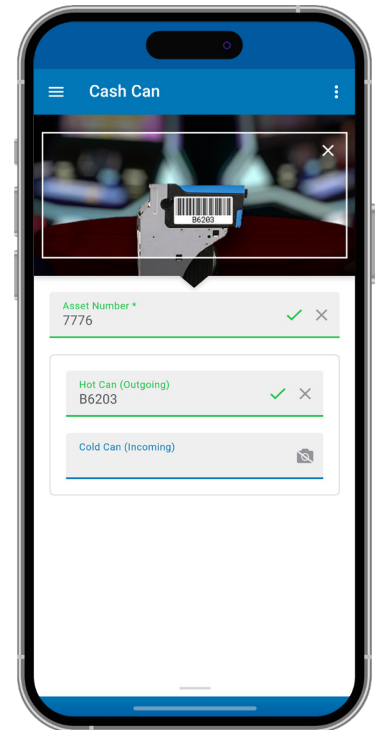 Cash Can
B6203
Asset Number *
7776
Hot Can (Outgoing)
B6203
Cold Can (Incoming)